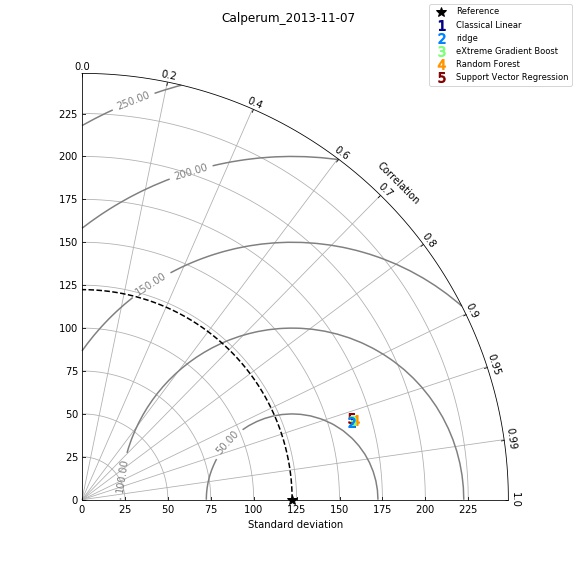 Calperum_2013-11-07
Reference
1 Classical Linear
2 ridge
3 eXtreme Gradient Boost
4 Random Forest
5 Support Vector Regression
0.0
0.2
0.4
0.6
Correlation
0.7
0.8
0.9
0.95
0.99
1.0
250.00
200.00
150.00
50.00
100.00
225
200
175
150
125
100
75
50
25
0
5
0 25 50 75 100 125 150 175 200 225
Standard deviation